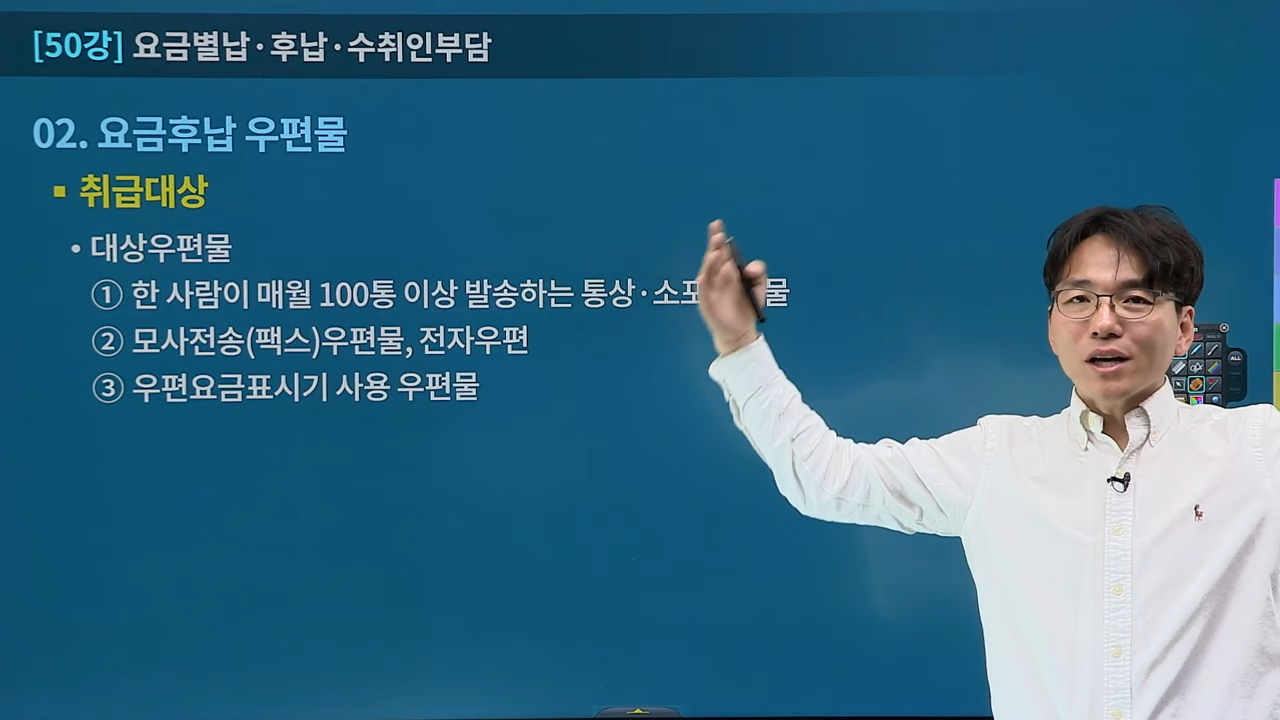 [50강] 요금별납·후납·수취인부담
02. 요금후납 우편물
▪ 취급대상
• 대상우편물
① 한 사람이 매월 100통 이상 발송하는 통상·소포 물
② 모사전송(팩스)우편물, 전자우편
③ 우편요금표시기 사용 우편물
ALL